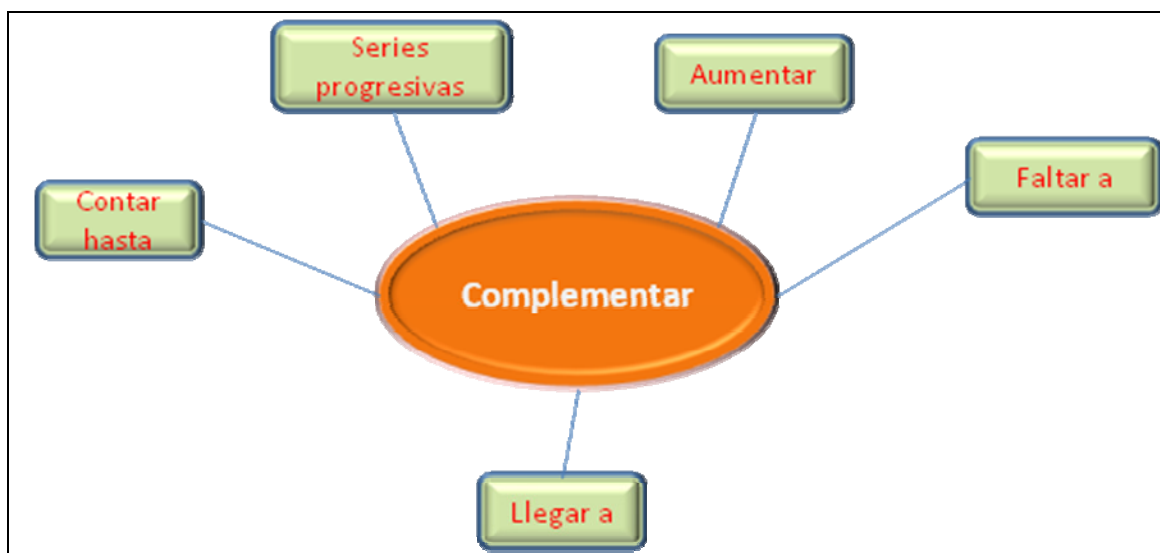 Series
progresivas
Aumentar
Faltar a
Contar
hasta
Complementar
Llegar a